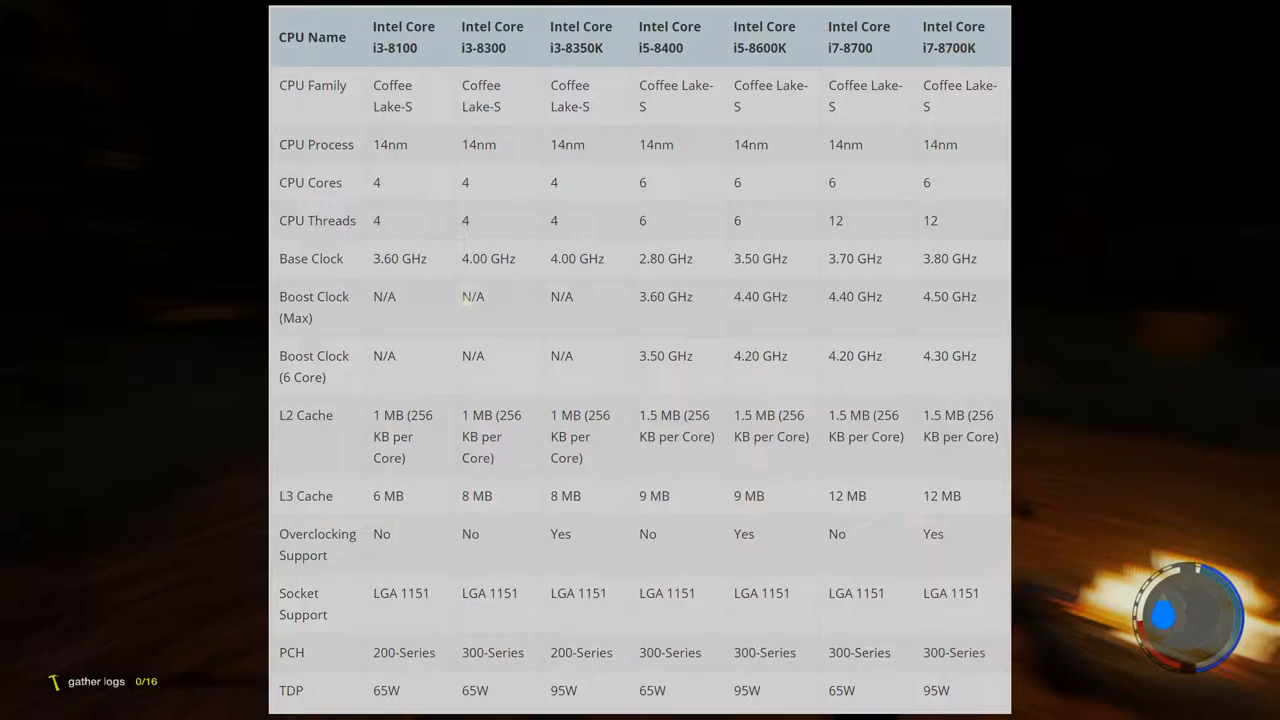 CPU Name Intel Core i3-8100 Intel Core i3-8300 Intel Core i3-8350K Intel Core i5-8400 Intel Core i5-8600K Intel Core i7-8700 Intel Core i7-8700K
CPU Family Coffee Lake-S Coffee Lake-S Coffee Lake-S Coffee Lake-S Coffee Lake-S Coffee Lake-S Coffee Lake-S
CPU Process 14nm 14nm 14nm 14nm 14nm 14nm 14nm
CPU Cores 4 4 4 6 6 6 6
CPU Threads 4 4 4 6 6 12 12
Base Clock 3.60 GHz 4.00 GHz 4.00 GHz 2.80 GHz 3.50 GHz 3.70 GHz 3.80 GHz
Boost Clock (Max) N/A N/A N/A 3.60 GHz 4.40 GHz 4.40 GHz 4.50 GHz
Boost Clock (6 Core) N/A N/A N/A 3.50 GHz 4.20 GHz 4.20 GHz 4.30 GHz
L2 Cache 1 MB (256 KB per Core) 1 MB (256 KB per Core) 1 MB (256 KB per Core) 1.5 MB (256 KB per Core) 1.5 MB (256 KB per Core) 1.5 MB (256 KB per Core) 1.5 MB (256 KB per Core)
L3 Cache 6 MB 8 MB 8 MB 9 MB 9 MB 12 MB 12 MB
Overclocking Support No No Yes No Yes No Yes
Socket Support LGA 1151 LGA 1151 LGA 1151 LGA 1151 LGA 1151 LGA 1151 LGA 1151
PCH 200-Series 300-Series 200-Series 300-Series 300-Series 300-Series 300-Series
TDP 65W 65W 95W 65W 95W 65W 95W
gather logs 0/16